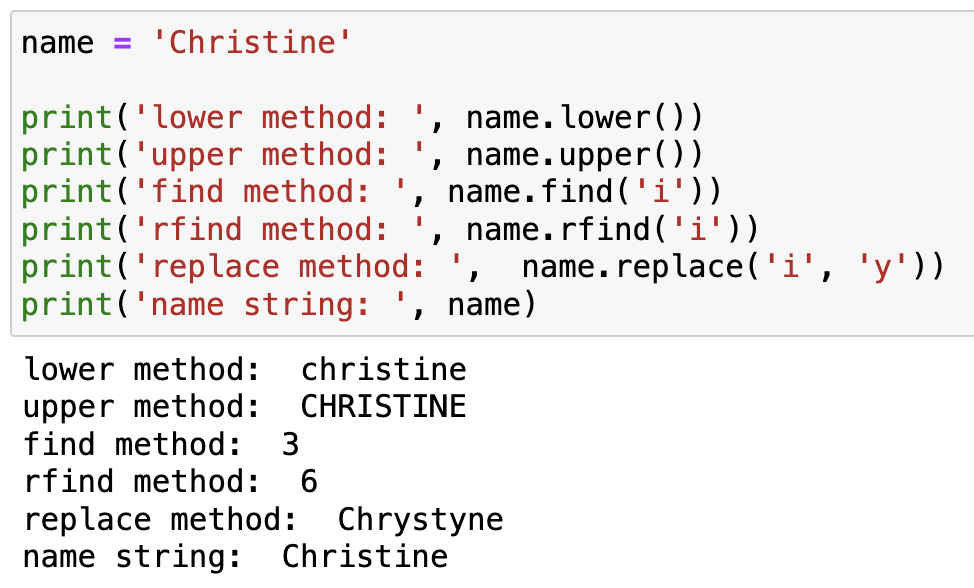 name = 'Christine'
print('lower method: ', name.lower())
print('upper method: ', name.upper())
print('find method: ', name.find('i'))
print('rfind method: ', name.rfind('i'))
print('replace method: ',  name.replace('i', 'y'))
print('name string: ', name)
lower method:  christine
upper method:  CHRISTINE
find method:  3
rfind method:  6
replace method:  Chrystyne
name string:  Christine